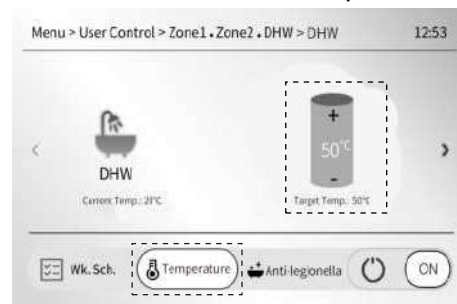 Menu > User Control > Zone1.Zone2.DHW > DHW 12:53
+
50°C
-
DHW
Current Temp.: 21°C
Target Temp.: 50°C
Wk. Sch. Temperature Anti-legionella ON